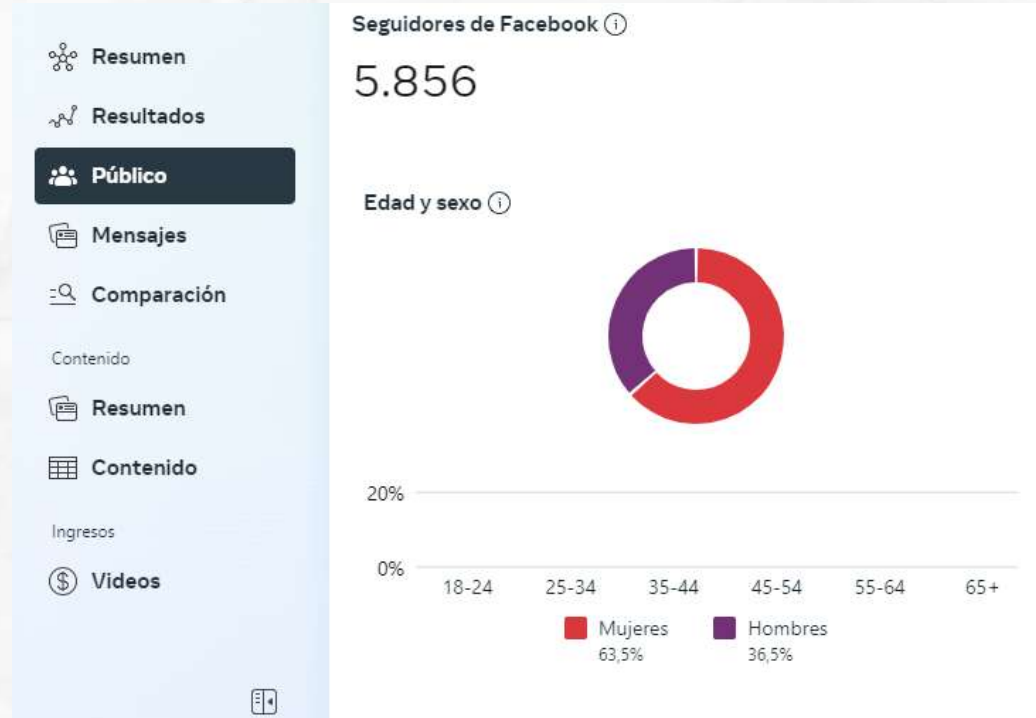 Resumen
Resultados
Público
Mensajes
Comparación
Contenido
Resumen
Contenido
Ingresos
Videos
Seguidores de Facebook
5.856
Edad y sexo
20%
0%
18-24 25-34 35-44 45-54 55-64 65+
Mujeres Hombres
63,5% 36,5%